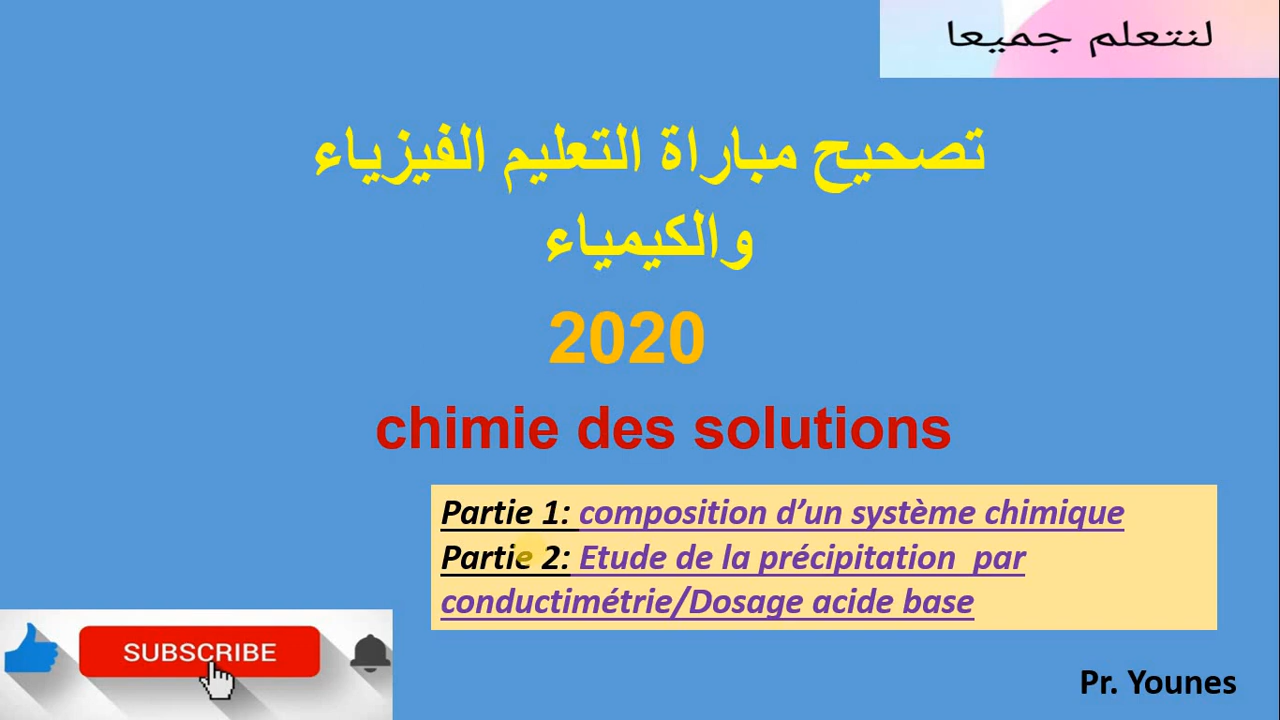 لنتعلم جميعا
تصحيح مباراة التعليم الفيزياء
والكيمياء
2020
chimie des solutions
Partie 1: composition d’un système chimique
Partie 2: Etude de la précipitation par
conductimétrie/Dosage acide base
SUBSCRIBE
Pr. Younes